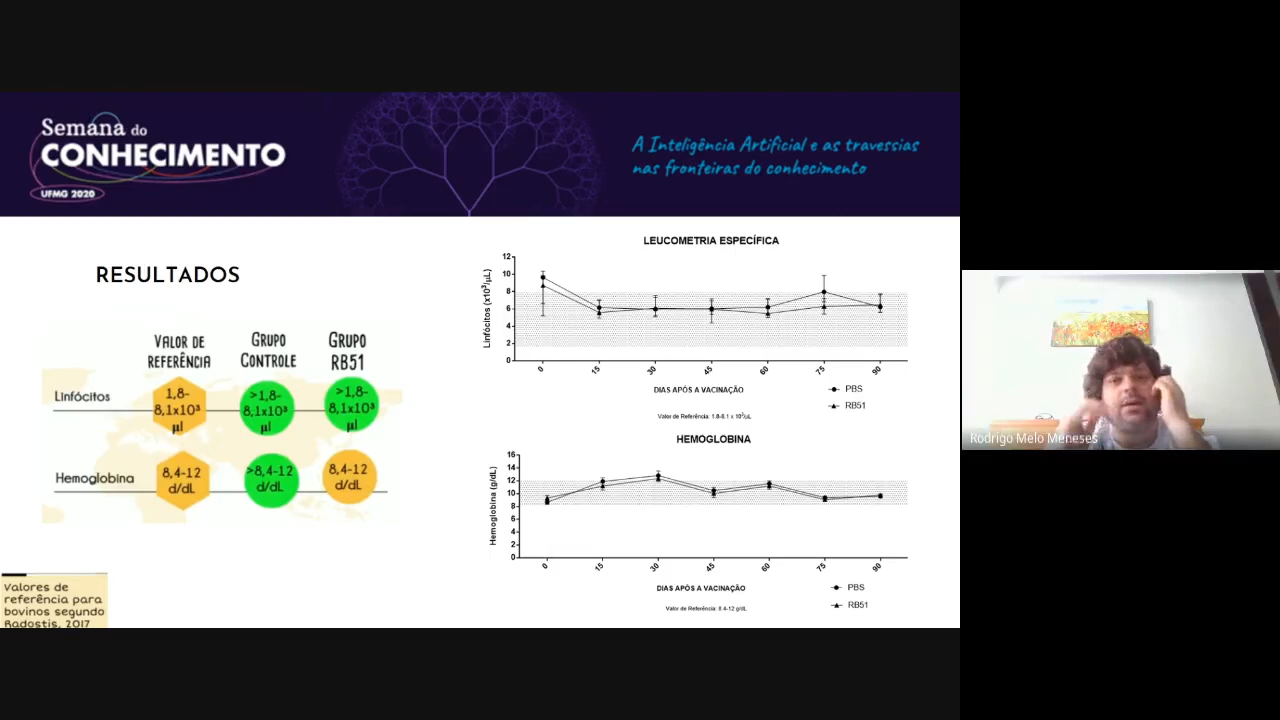 Semana do
CONHECIMENTO
UFMG 2020
A Inteligência Artificial e as travessias
nas fronteiras do conhecimento
RESULTADOS
VALOR DE
REFERÊNCIA
GRUPO
CONTROLE
GRUPO
RB51
Linfócitos
1,8-
8,1x10³
µl
>1,8-
8,1x10³
µl
>1,8-
8,1x10³
µl
Hemoglobina
8,4-12
d/dL
>8,4-12
d/dL
8,4-12
d/dL
Valores de
referência para
bovinos segundo
Radostis, 2017
LEUCOMETRIA ESPECÍFICA
Linfócitos (x10³/µL)
12
10
8
6
4
2
0
0 15 30 45 60 75 90
DIAS APÓS A VACINAÇÃO
PBS
RB51
Valor de Referência: 1.8-8.1 x 10³/µL
HEMOGLOBINA
Hemoglobina (g/dL)
16
14
12
10
8
6
4
2
0
0 15 30 45 60 75 90
DIAS APÓS A VACINAÇÃO
PBS
RB51
Valor de Referência: 8.4-12 g/dL
Rodrigo Melo Meneses